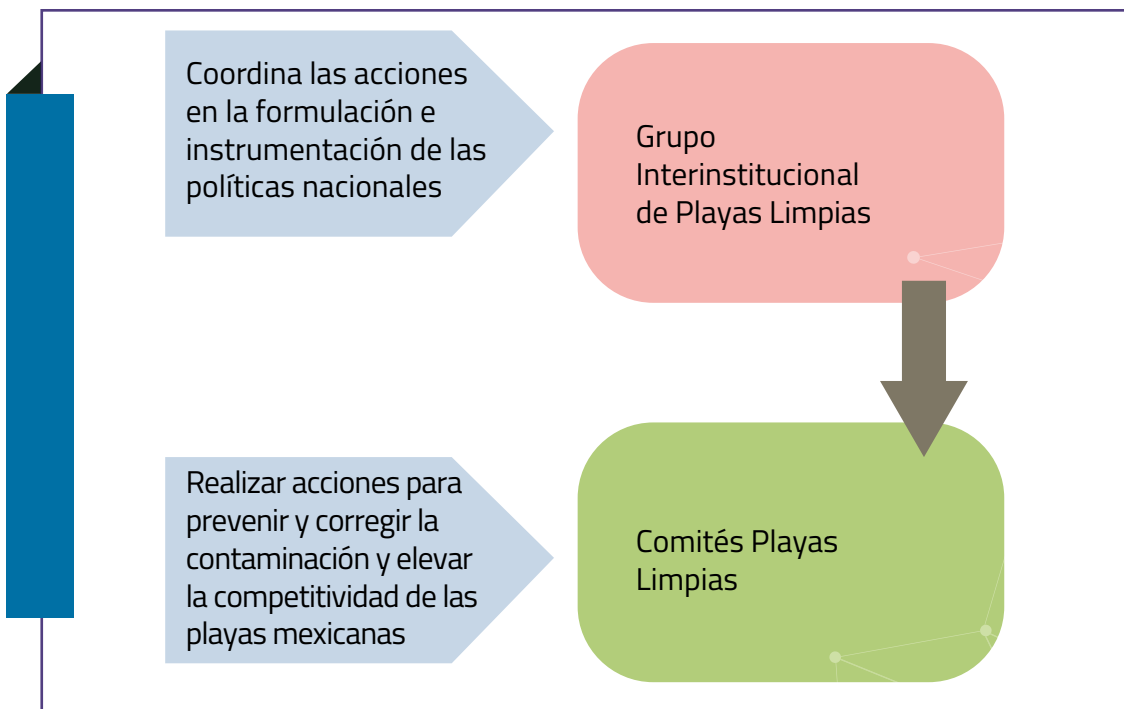 Coordina las acciones
en la formulación e
instrumentación de las
políticas nacionales
Grupo
Interinstitucional
de Playas Limpias
Realizar acciones para
prevenir y corregir la
contaminación y elevar
la competitividad de las
playas mexicanas
Comités Playas
Limpias